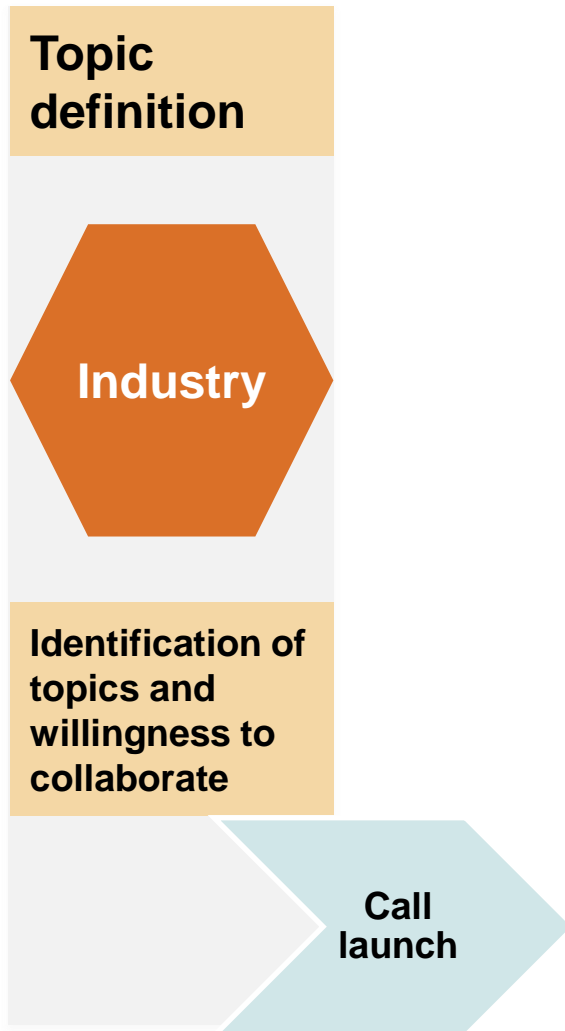 Topic
definition
Industry
Identification of
topics and
willingness to
collaborate
Call
launch